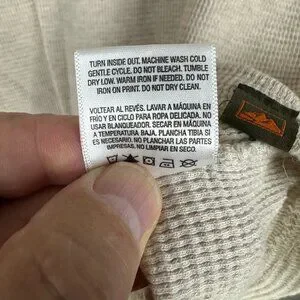 TURN INSIDE OUT. MACHINE WASH COLD
GENTLE CYCLE. DO NOT BLEACH. TUMBLE
DRY LOW. WARM IRON IF NEEDED. DO NOT
IRON ON PRINT. DO NOT DRY CLEAN.
VOLTEAR AL REVÉS. LAVAR A MÁQUINA EN
FRÍO Y EN CICLO PARA ROPA DELICADA. NO
USAR BLANQUEADOR. SECAR EN MÁQUINA
A TEMPERATURA BAJA. PLANCHA TIBIA SI
ES NECESARIO. NO PLANCHAR LAS PARTES
IMPRESAS. NO LIMPIAR EN SECO.